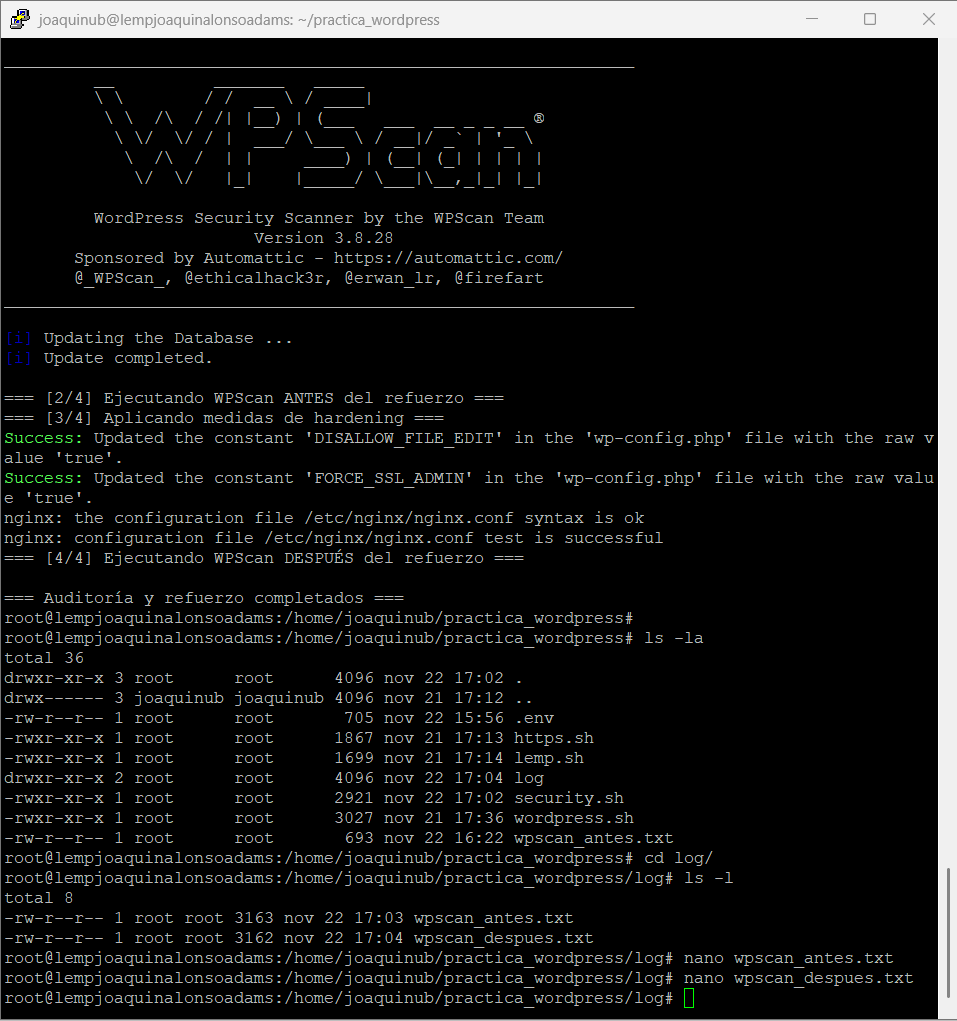 joaquinub@lempjoaquinalonsoadams: ~/practica_wordpress
WPScan ®
WordPress Security Scanner by the WPScan Team
Version 3.8.28
Sponsored by Automattic - https://automattic.com/
@_WPScan_, @ethicalhack3r, @erwan_lr, @firefart
[i] Updating the Database ...
[i] Update completed.
=== [2/4] Ejecutando WPScan ANTES del refuerzo ===
=== [3/4] Aplicando medidas de hardening ===
Success: Updated the constant 'DISALLOW_FILE_EDIT' in the 'wp-config.php' file with the raw v
alue 'true'.
Success: Updated the constant 'FORCE_SSL_ADMIN' in the 'wp-config.php' file with the raw valu
e 'true'.
nginx: the configuration file /etc/nginx/nginx.conf syntax is ok
nginx: configuration file /etc/nginx/nginx.conf test is successful
=== [4/4] Ejecutando WPScan DESPUÉS del refuerzo ===
=== Auditoría y refuerzo completados ===
root@lempjoaquinalonsoadams:/home/joaquinub/practica_wordpress#
root@lempjoaquinalonsoadams:/home/joaquinub/practica_wordpress# ls -la
total 36
drwxr-xr-x 3 root      root      4096 nov 22 17:02 .
drwx------ 3 joaquinub joaquinub 4096 nov 21 17:12 ..
-rw-r--r-- 1 root      root       705 nov 22 15:56 .env
-rwxr-xr-x 1 root      root      1867 nov 21 17:13 https.sh
-rwxr-xr-x 1 root      root      1699 nov 21 17:14 lemp.sh
drwxr-xr-x 2 root      root      4096 nov 22 17:04 log
-rwxr-xr-x 1 root      root      2921 nov 22 17:02 security.sh
-rwxr-xr-x 1 root      root      3027 nov 21 17:36 wordpress.sh
-rw-r--r-- 1 root      root       693 nov 22 16:22 wpscan_antes.txt
root@lempjoaquinalonsoadams:/home/joaquinub/practica_wordpress# cd log/
root@lempjoaquinalonsoadams:/home/joaquinub/practica_wordpress/log# ls -l
total 8
-rw-r--r-- 1 root root 3163 nov 22 17:03 wpscan_antes.txt
-rw-r--r-- 1 root root 3162 nov 22 17:04 wpscan_despues.txt
root@lempjoaquinalonsoadams:/home/joaquinub/practica_wordpress/log# nano wpscan_antes.txt
root@lempjoaquinalonsoadams:/home/joaquinub/practica_wordpress/log# nano wpscan_despues.txt
root@lempjoaquinalonsoadams:/home/joaquinub/practica_wordpress/log#